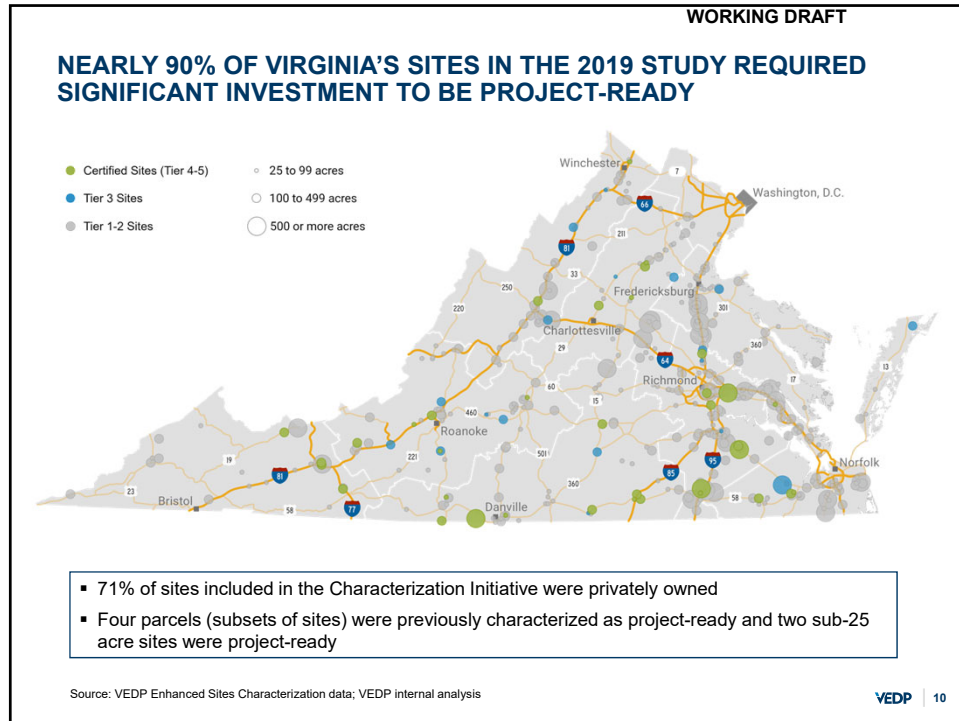 WORKING DRAFT
NEARLY 90% OF VIRGINIA'S SITES IN THE 2019 STUDY REQUIRED
SIGNIFICANT INVESTMENT TO BE PROJECT-READY
Certified Sites (Tier 4-5)
25 to 99 acres
Tier 3 Sites
100 to 499 acres
Tier 1-2 Sites
500 or more acres
Winchester
7
Washington, D.C.
66
211
81
33
250
Fredericksburg
301
220
Charlottesville
29
360
64
13
60
Richmond
17
15
460
Roanoke
501
221
19
81
85
95
Norfolk
360
23
58
Bristol
58
77
Danville
▪ 71% of sites included in the Characterization Initiative were privately owned
▪ Four parcels (subsets of sites) were previously characterized as project-ready and two sub-25
acre sites were project-ready
Source: VEDP Enhanced Sites Characterization data; VEDP internal analysis
VEDP
10